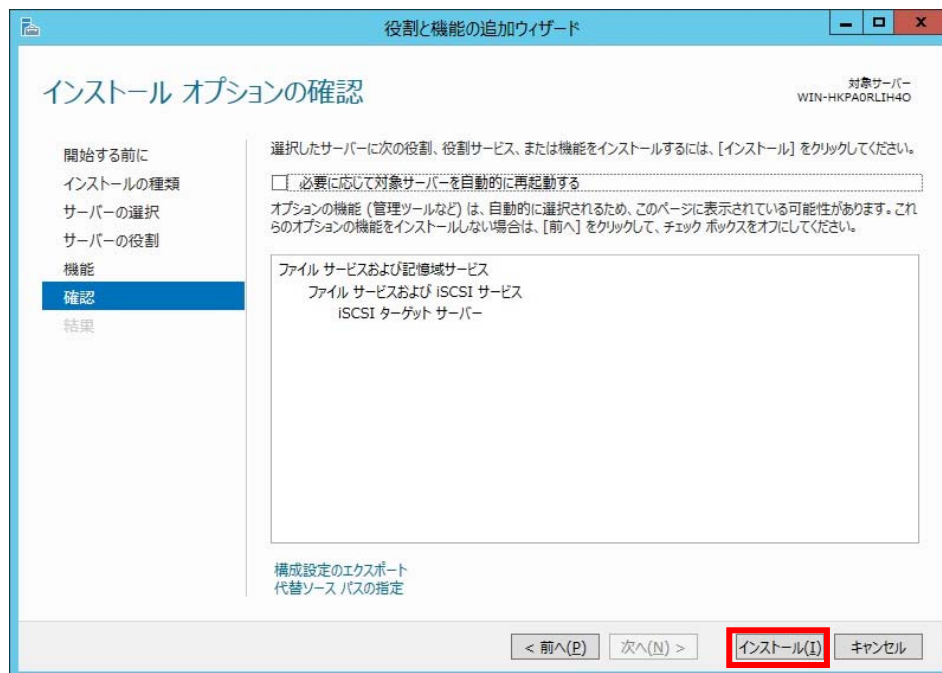 役割と機能の追加ウィザード
インストール オプションの確認
対象サーバー
WIN-HKPA0RLIH4O
開始する前に
インストールの種類
サーバーの選択
サーバーの役割
機能
確認
結果
選択したサーバーに次の役割、役割サービス、または機能をインストールするには、[インストール] をクリックしてください。
必要に応じて対象サーバーを自動的に再起動する
オプションの機能 (管理ツールなど) は、自動的に選択されるため、このページに表示されている可能性があります。これ
らのオプションの機能をインストールしない場合は、[前へ] をクリックして、チェック ボックスをオフにしてください。
ファイル サービスおよび記憶域サービス
ファイル サービスおよび iSCSI サービス
iSCSI ターゲット サーバー
構成設定のエクスポート
代替ソース パスの指定
< 前へ(P)
次へ(N) >
インストール(I)
キャンセル